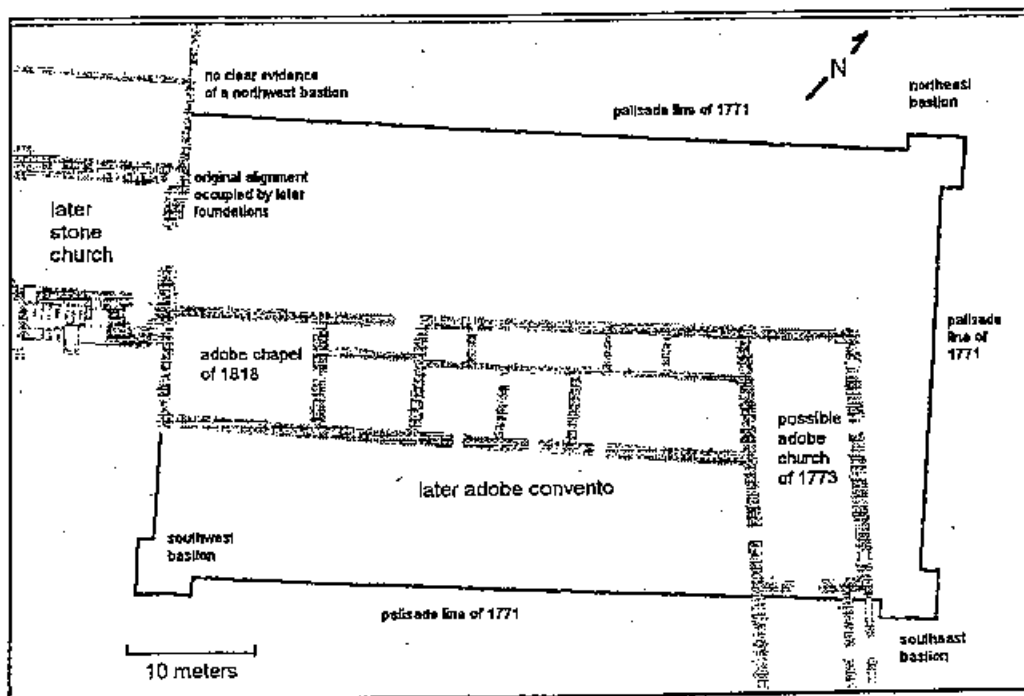 no clear evidence
of a northwest bastion
N
northeast
bastion
palisade line of 1771
original alignment
occupied by later
foundations
later
stone
church
palisade
line of
1771
adobe chapel
of 1818
possible
adobe
church
of 1773
later adobe convento
southwest
bastion
palisade line of 1771
southeast
bastion
10 meters